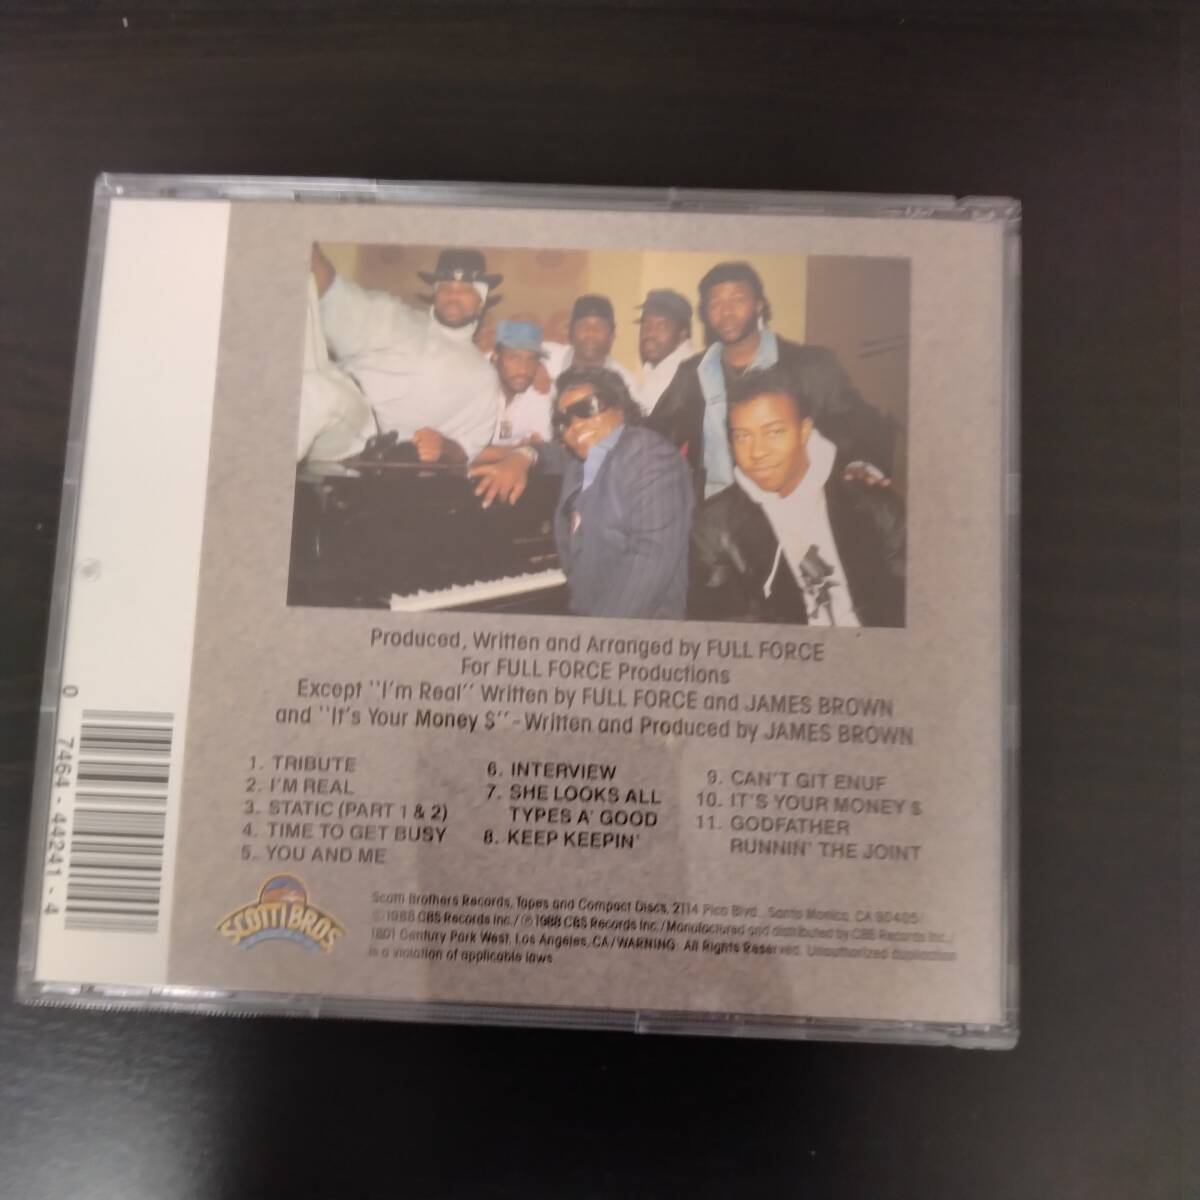 Produced, Written and Arranged by FULL FORCE
For FULL FORCE Productions
Except "I'm Real" Written by FULL FORCE and JAMES BROWN
and "It's Your Money $" - Written and Produced by JAMES BROWN
1. TRIBUTE
2. I'M REAL
3. STATIC (PART 1 & 2)
4. TIME TO GET BUSY
5. YOU AND ME
6. INTERVIEW
7. SHE LOOKS ALL
TYPES A' GOOD
8. KEEP KEEPIN'
9. CAN'T GIT ENUF
10. IT'S YOUR MONEY $
11. GODFATHER
RUNNIN' THE JOINT
0 7464-44241-4
SCOTTI BROS
Scotti Brothers Records, Tapes and Compact Discs, 2114 Pico Blvd., Santa Monica, CA 90405/
© 1988 CBS Records Inc./℗ 1988 CBS Records Inc./Manufactured and distributed by CBS Records Inc./
1801 Century Park West, Los Angeles, CA/WARNING: All Rights Reserved. Unauthorized duplication
is a violation of applicable laws.